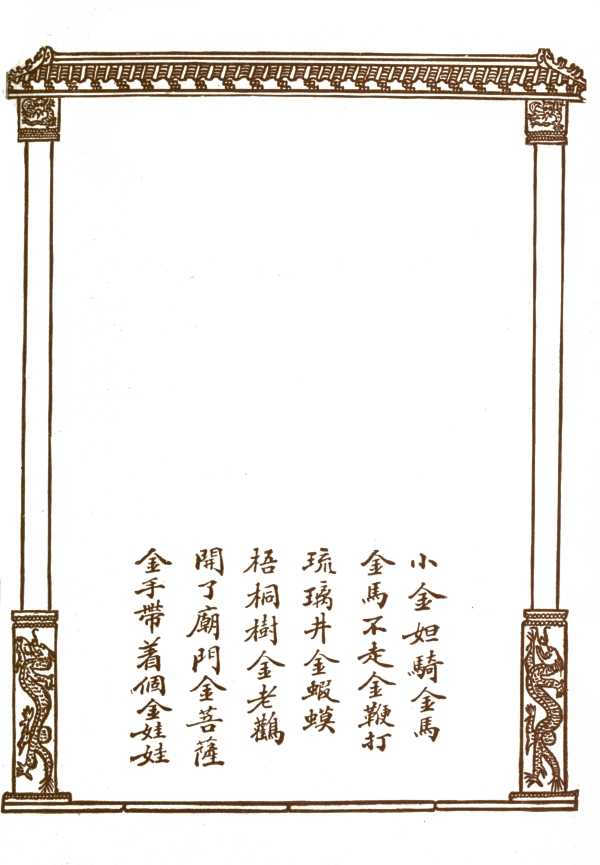 小金妲騎金馬
金馬不走金鞭打
琉璃井金蝦蟆
梧桐樹金老鸛
開了廟門金菩薩
金手帶着個金娃娃